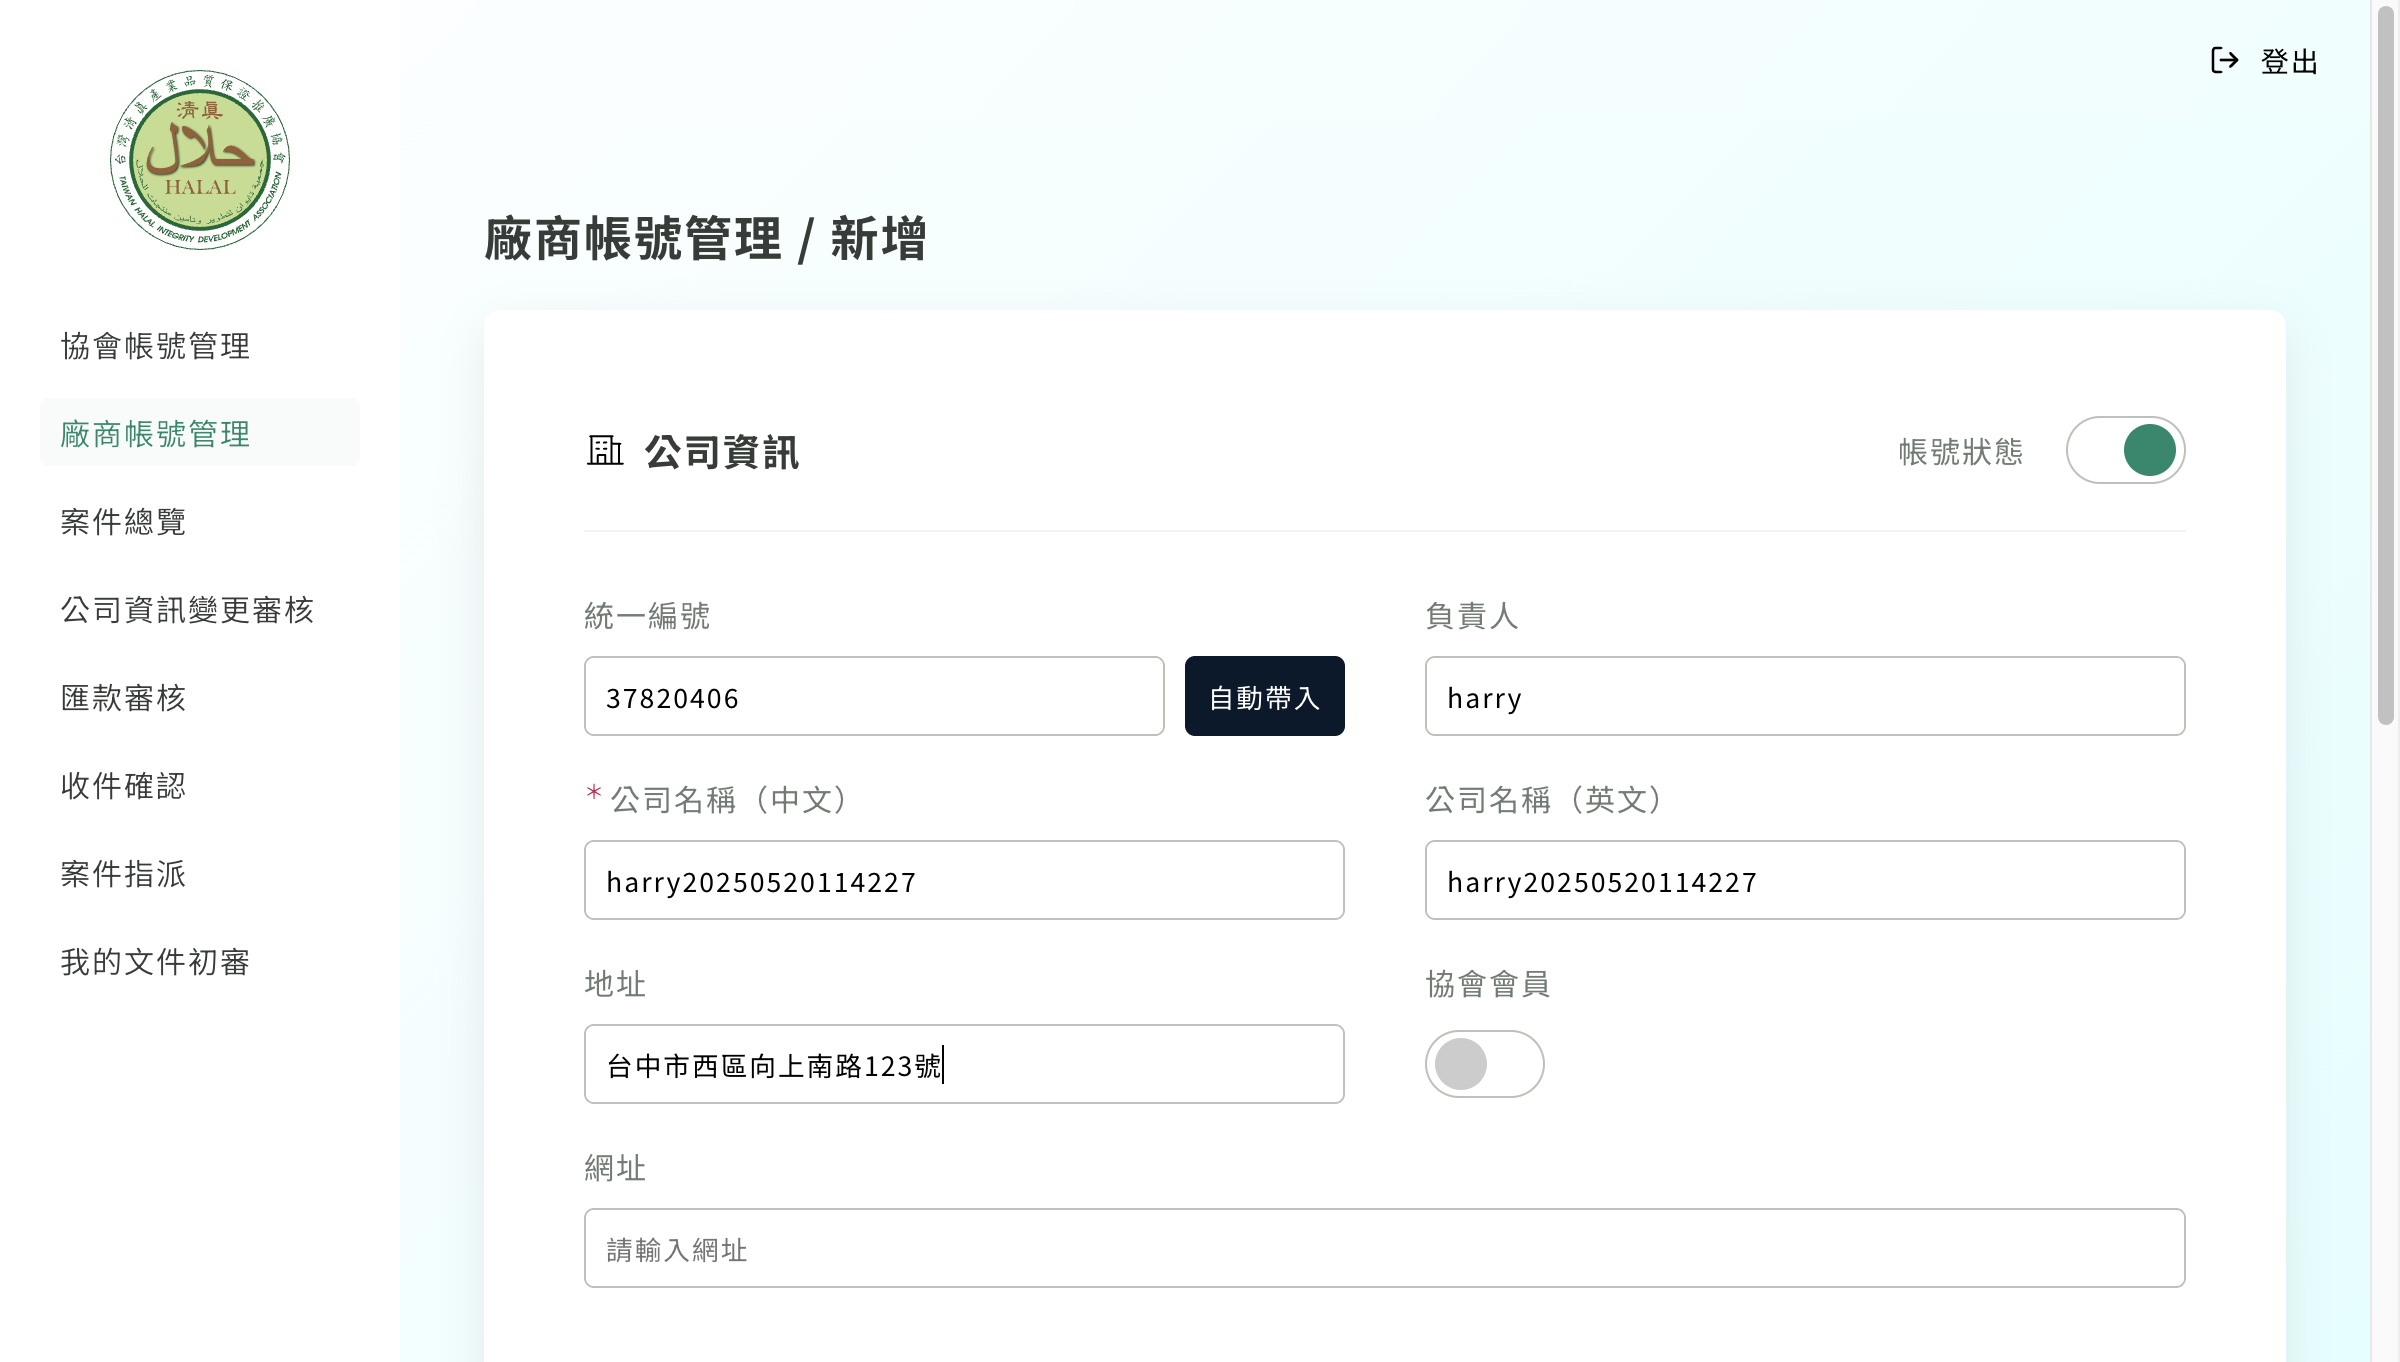 登出
台灣清真產業品質保證推廣協會
清真
حلال
HALAL
TAIWAN HALAL INTEGRITY DEVELOPMENT ASSOCIATION
協會帳號管理
廠商帳號管理
案件總覽
公司資訊變更審核
匯款審核
收件確認
案件指派
我的文件初審
廠商帳號管理 / 新增
公司資訊
帳號狀態
統一編號
負責人
37820406
自動帶入
harry
* 公司名稱（中文）
公司名稱（英文）
harry20250520114227
harry20250520114227
地址
協會會員
台中市西區向上南路123號
網址
請輸入網址